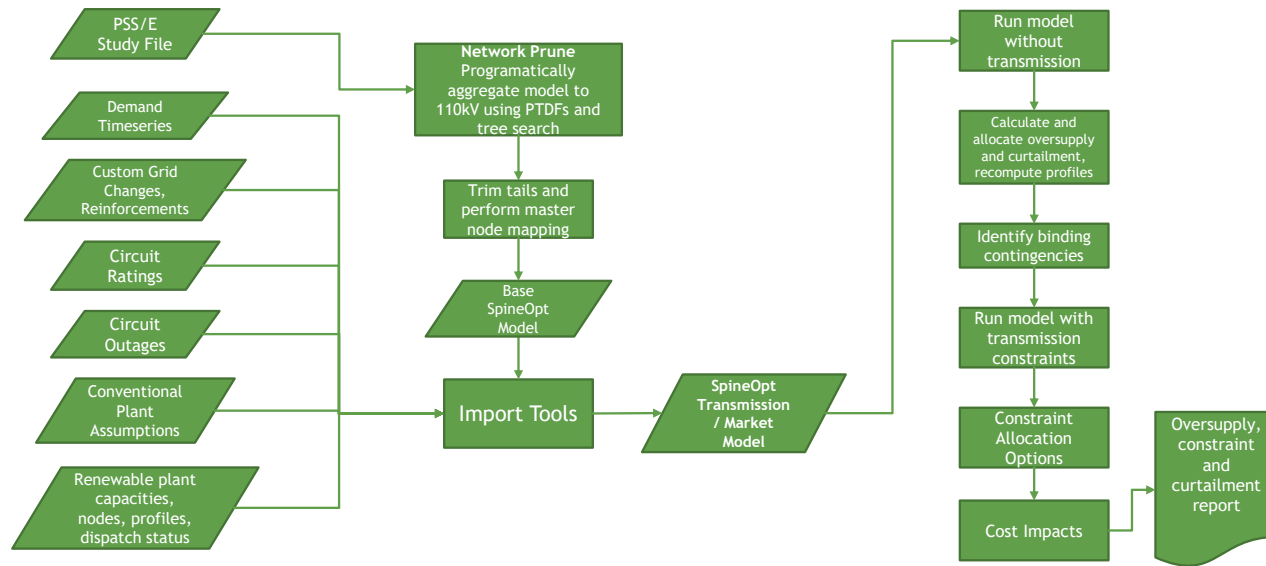 PSS/E
Study File
Demand
Timeseries
Custom Grid
Changes,
Reinforcements
Circuit
Ratings
Circuit
Outages
Conventional
Plant
Assumptions
Renewable plant
capacities,
nodes, profiles,
dispatch status
Network Prune
Programatically
aggregate model to
110kV using PTDFs and
tree search
Trim tails and
perform master
node mapping
Base
SpineOpt
Model
Import Tools
SpineOpt
Transmission
/ Market
Model
Run model
without
transmission
Calculate and
allocate oversupply
and curtailment,
recompute profiles
Identify binding
contingencies
Run model with
transmission
constraints
Constraint
Allocation
Options
Cost Impacts
Oversupply,
constraint
and
curtailment
report